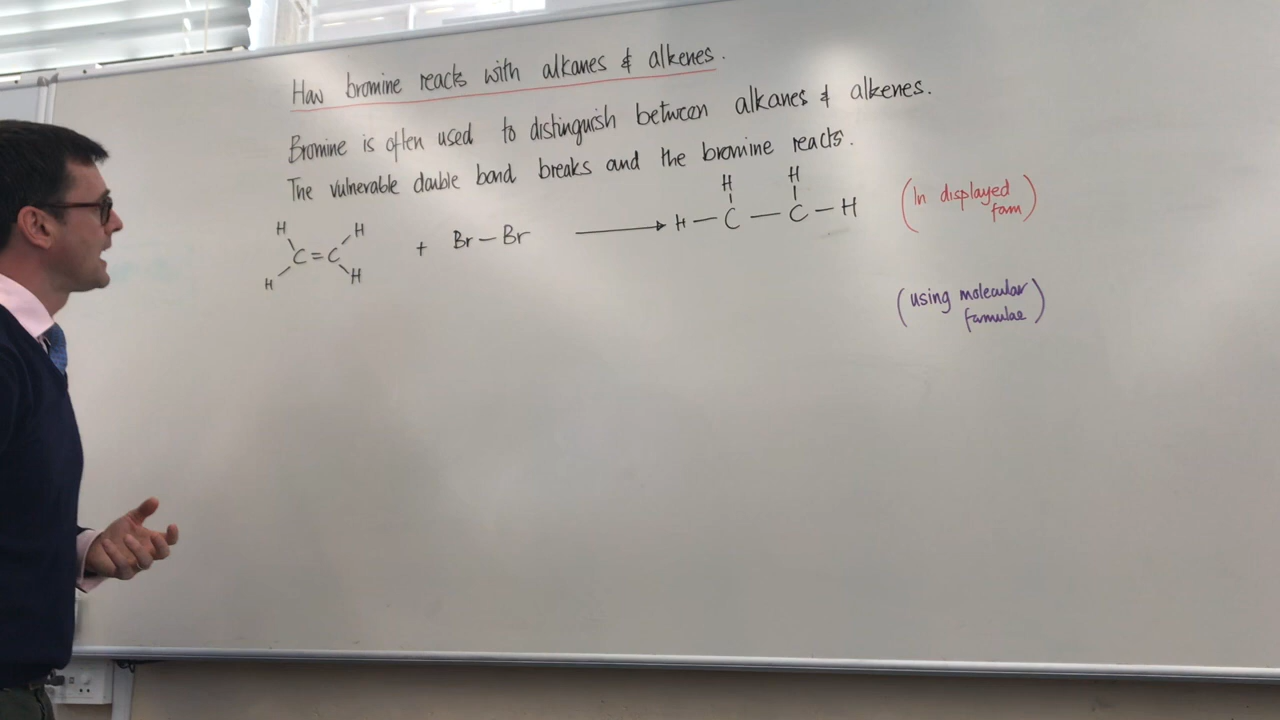 How bromine reacts with alkanes & alkenes.
Bromine is often used to distinguish between alkanes & alkenes.
The vulnerable double bond breaks and the bromine reacts.
H H
H H
C = C + Br — Br → H — C — C — H
H H
(In displayed
form)
(using molecular
formulae)